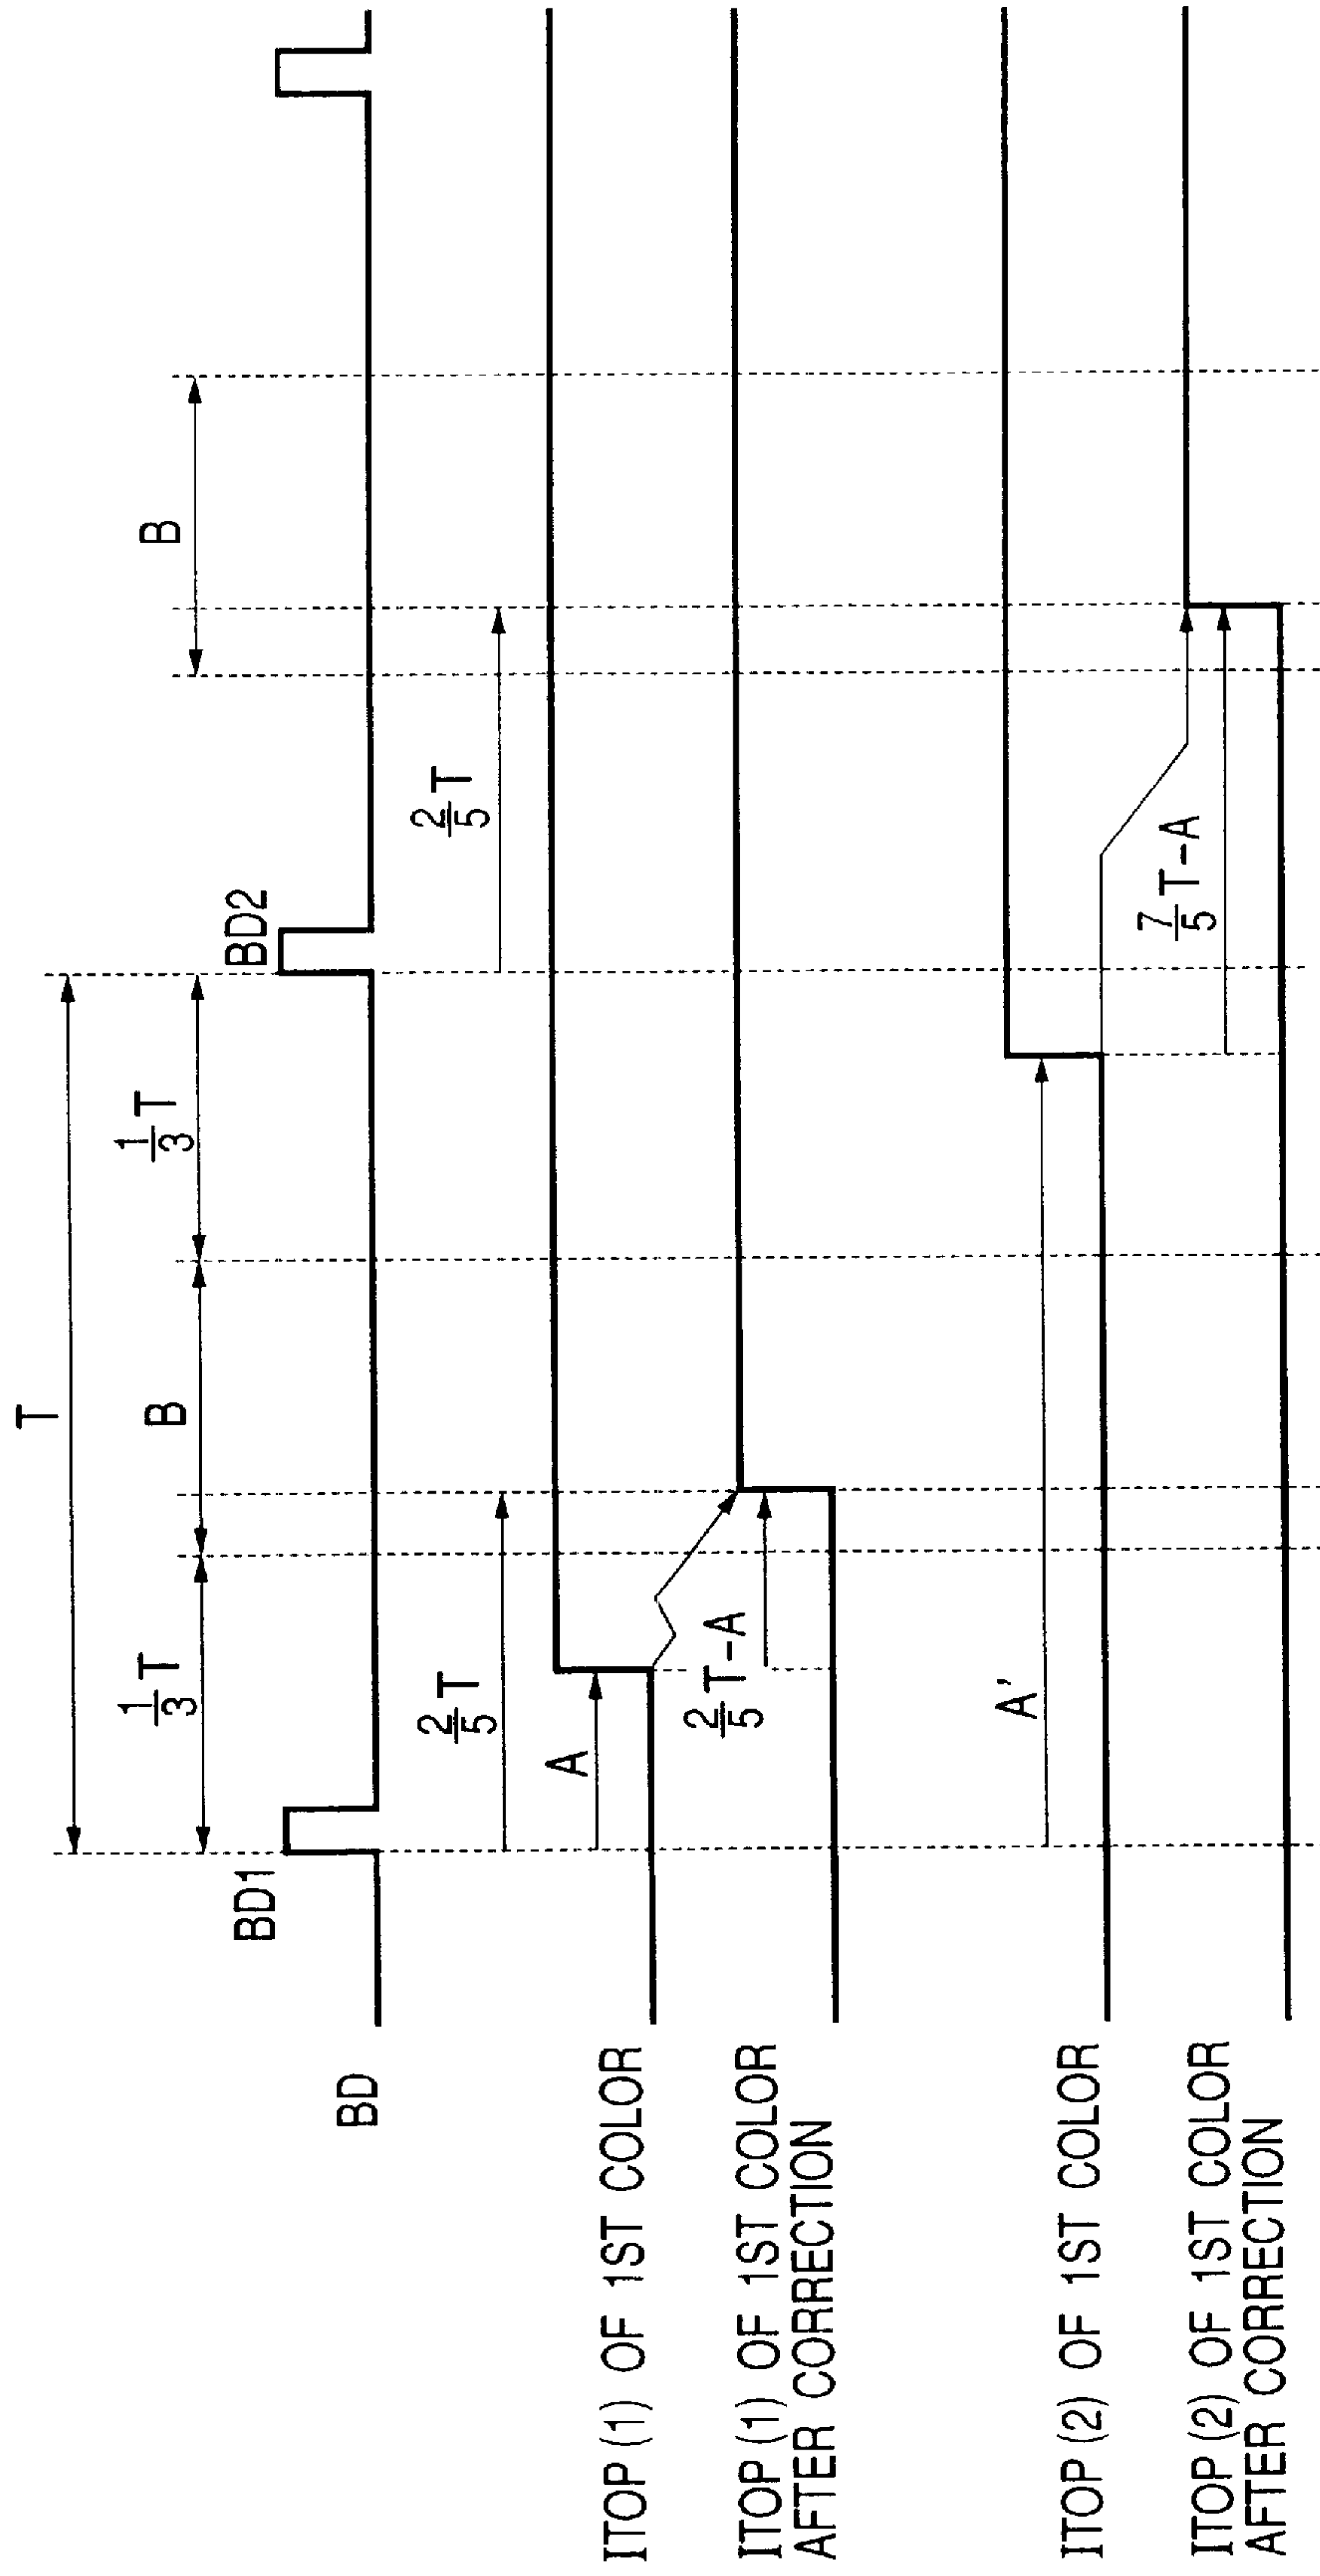 T
1/3 T
B
1/3 T
B
BD1
BD2
BD
2/5 T
2/5 T
ITOP (1) OF 1ST COLOR
A
ITOP (1) OF 1ST COLOR
AFTER CORRECTION
2/5 T-A
ITOP (2) OF 1ST COLOR
A'
ITOP (2) OF 1ST COLOR
AFTER CORRECTION
7/5 T-A